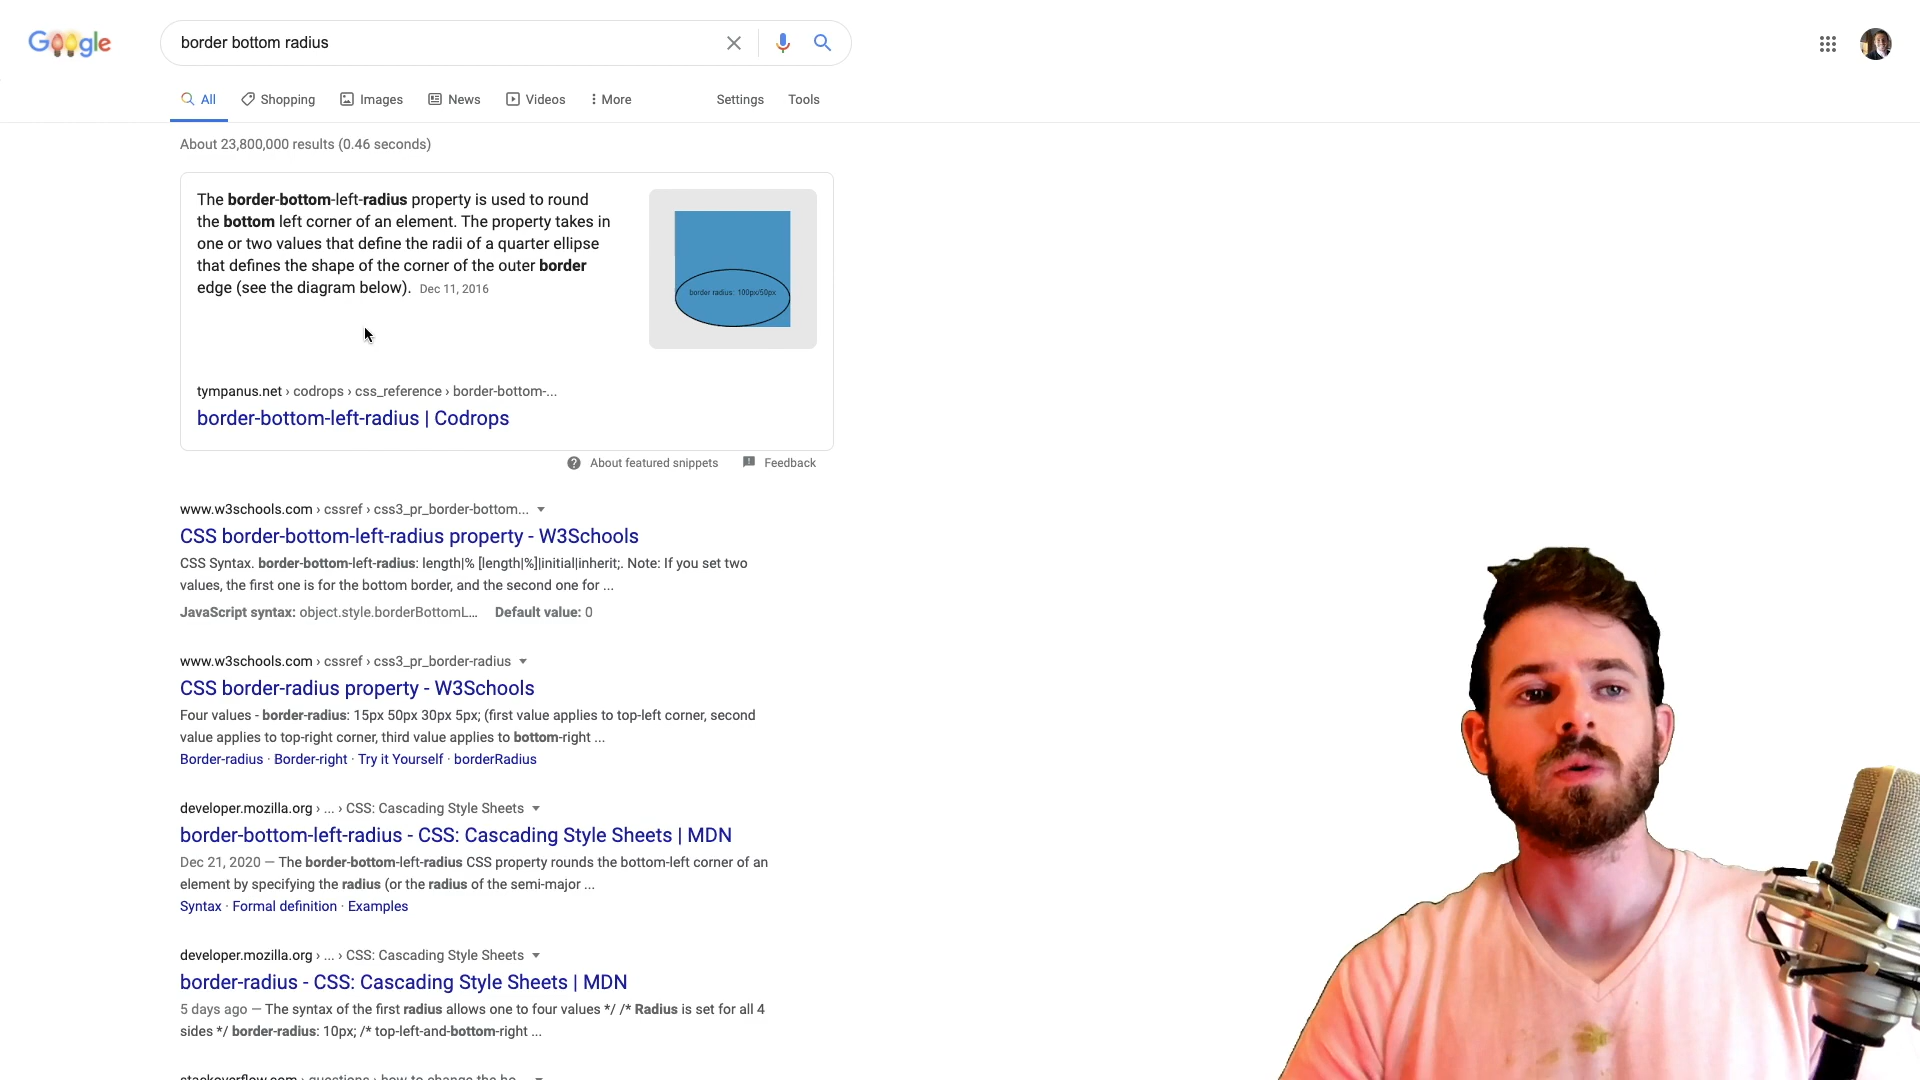 Google
border bottom radius
All
Shopping
Images
News
Videos
More
Settings
Tools
About 23,800,000 results (0.46 seconds)
The border-bottom-left-radius property is used to round
the bottom left corner of an element. The property takes in
one or two values that define the radii of a quarter ellipse
that defines the shape of the corner of the outer border
edge (see the diagram below). Dec 11, 2016
border radius: 100px/50px
tympanus.net › codrops › css_reference › border-bottom-...
border-bottom-left-radius | Codrops
About featured snippets
Feedback
www.w3schools.com › cssref › css3_pr_border-bottom...
CSS border-bottom-left-radius property - W3Schools
CSS Syntax. border-bottom-left-radius: length|% [length|%]|initial|inherit;. Note: If you set two
values, the first one is for the bottom border, and the second one for ...
JavaScript syntax: object.style.borderBottomL... Default value: 0
www.w3schools.com › cssref › css3_pr_border-radius
CSS border-radius property - W3Schools
Four values - border-radius: 15px 50px 30px 5px; (first value applies to top-left corner, second
value applies to top-right corner, third value applies to bottom-right ...
Border-radius · Border-right · Try it Yourself · borderRadius
developer.mozilla.org › ... › CSS: Cascading Style Sheets
border-bottom-left-radius - CSS: Cascading Style Sheets | MDN
Dec 21, 2020 — The border-bottom-left-radius CSS property rounds the bottom-left corner of an
element by specifying the radius (or the radius of the semi-major ...
Syntax · Formal definition · Examples
developer.mozilla.org › ... › CSS: Cascading Style Sheets
border-radius - CSS: Cascading Style Sheets | MDN
5 days ago — The syntax of the first radius allows one to four values */ /* Radius is set for all 4
sides */ border-radius: 10px; /* top-left-and-bottom-right ...
stackoverflow.com › questions › how-to-change-the-bo...